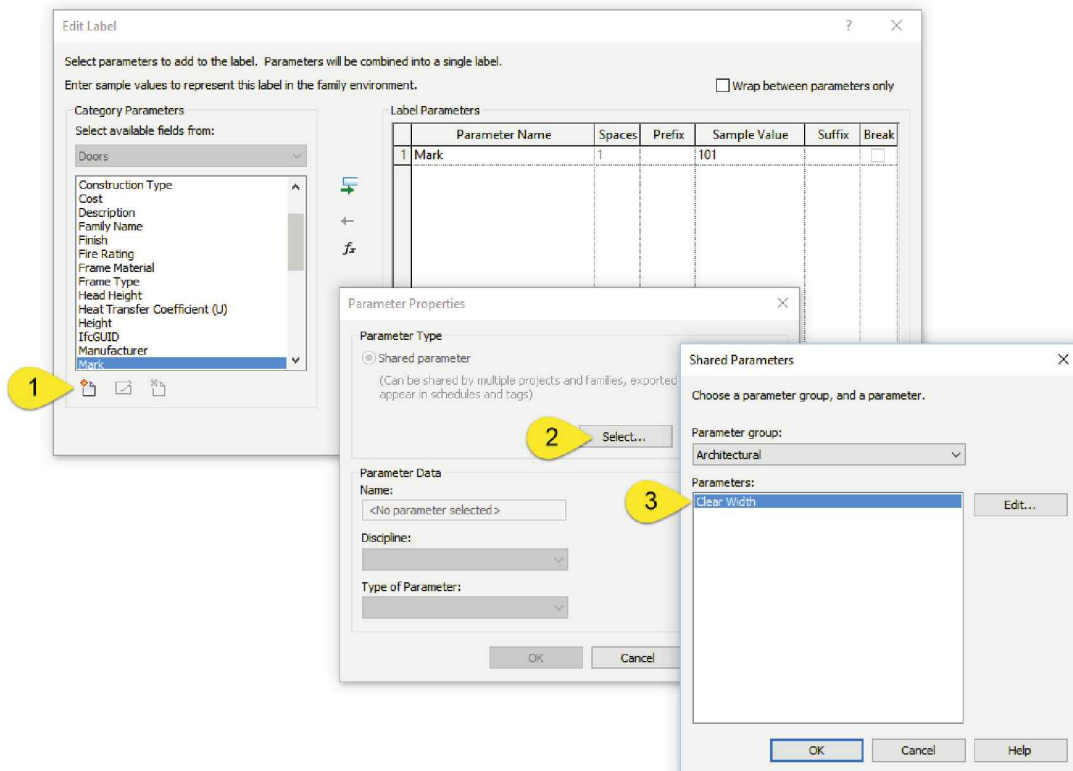 Edit Label
?
Select parameters to add to the label. Parameters will be combined into a single label.
Enter sample values to represent this label in the family environment.
Wrap between parameters only
Category Parameters
Select available fields from:
Doors
Construction Type
Cost
Description
Family Name
Finish
Fire Rating
Frame Material
Frame Type
Head Height
Heat Transfer Coefficient (U)
Height
IfcGUID
Manufacturer
Mark
1
fx
Label Parameters
Parameter Name Spaces Prefix Sample Value Suffix Break
1 Mark 1 101
Parameter Properties
Parameter Type
Shared parameter
(Can be shared by multiple projects and families, exported
appear in schedules and tags)
2
Select...
Parameter Data
Name:
<No parameter selected>
Discipline:
Type of Parameter:
OK Cancel
Shared Parameters
Choose a parameter group, and a parameter.
Parameter group:
Architectural
Parameters:
3
Clear Width
Edit...
OK Cancel Help